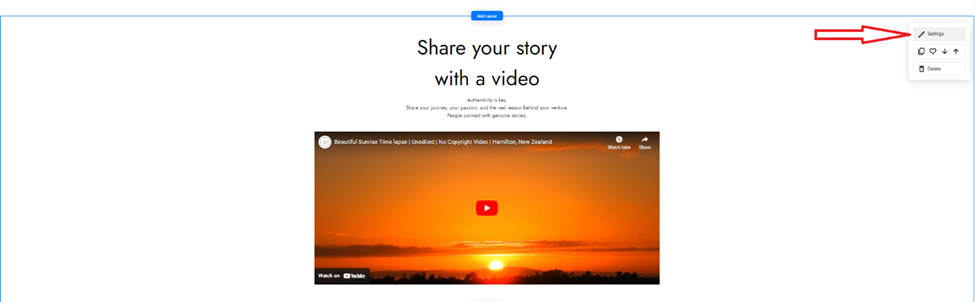 Add Layout
Settings
Share your story
with a video
Delete
Authenticity is key.
Share your journey, your passion, and the real reason behind your venture.
People connect with genuine stories.
Beautiful Sunrise Time lapse | Unedited | No Copyright Video | Hamilton, New Zealand
Watch later
Share
Watch on YouTube